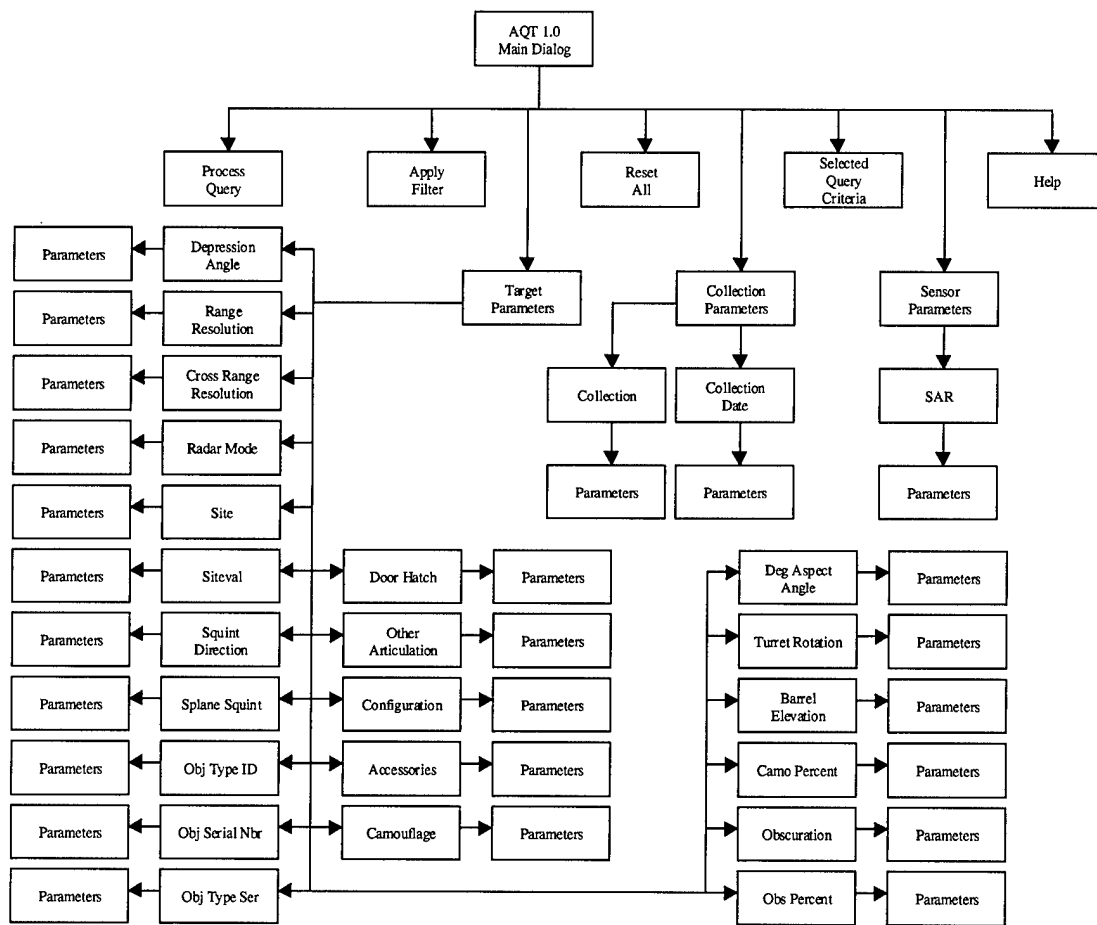 AQT 1.0
Main Dialog
Process
Query
Apply
Filter
Reset
All
Selected
Query
Criteria
Help
Parameters
Depression
Angle
Target
Parameters
Collection
Parameters
Sensor
Parameters
Parameters
Range
Resolution
Parameters
Cross Range
Resolution
Collection
Collection
Date
SAR
Parameters
Radar Mode
Parameters
Parameters
Parameters
Parameters
Site
Parameters
Siteval
Door Hatch
Parameters
Deg Aspect
Angle
Parameters
Parameters
Squint
Direction
Other
Articulation
Parameters
Turret Rotation
Parameters
Parameters
Splane Squint
Configuration
Parameters
Barrel
Elevation
Parameters
Parameters
Obj Type ID
Accessories
Parameters
Camo Percent
Parameters
Parameters
Obj Serial Nbr
Camouflage
Parameters
Obscuration
Parameters
Parameters
Obj Type Ser
Obs Percent
Parameters